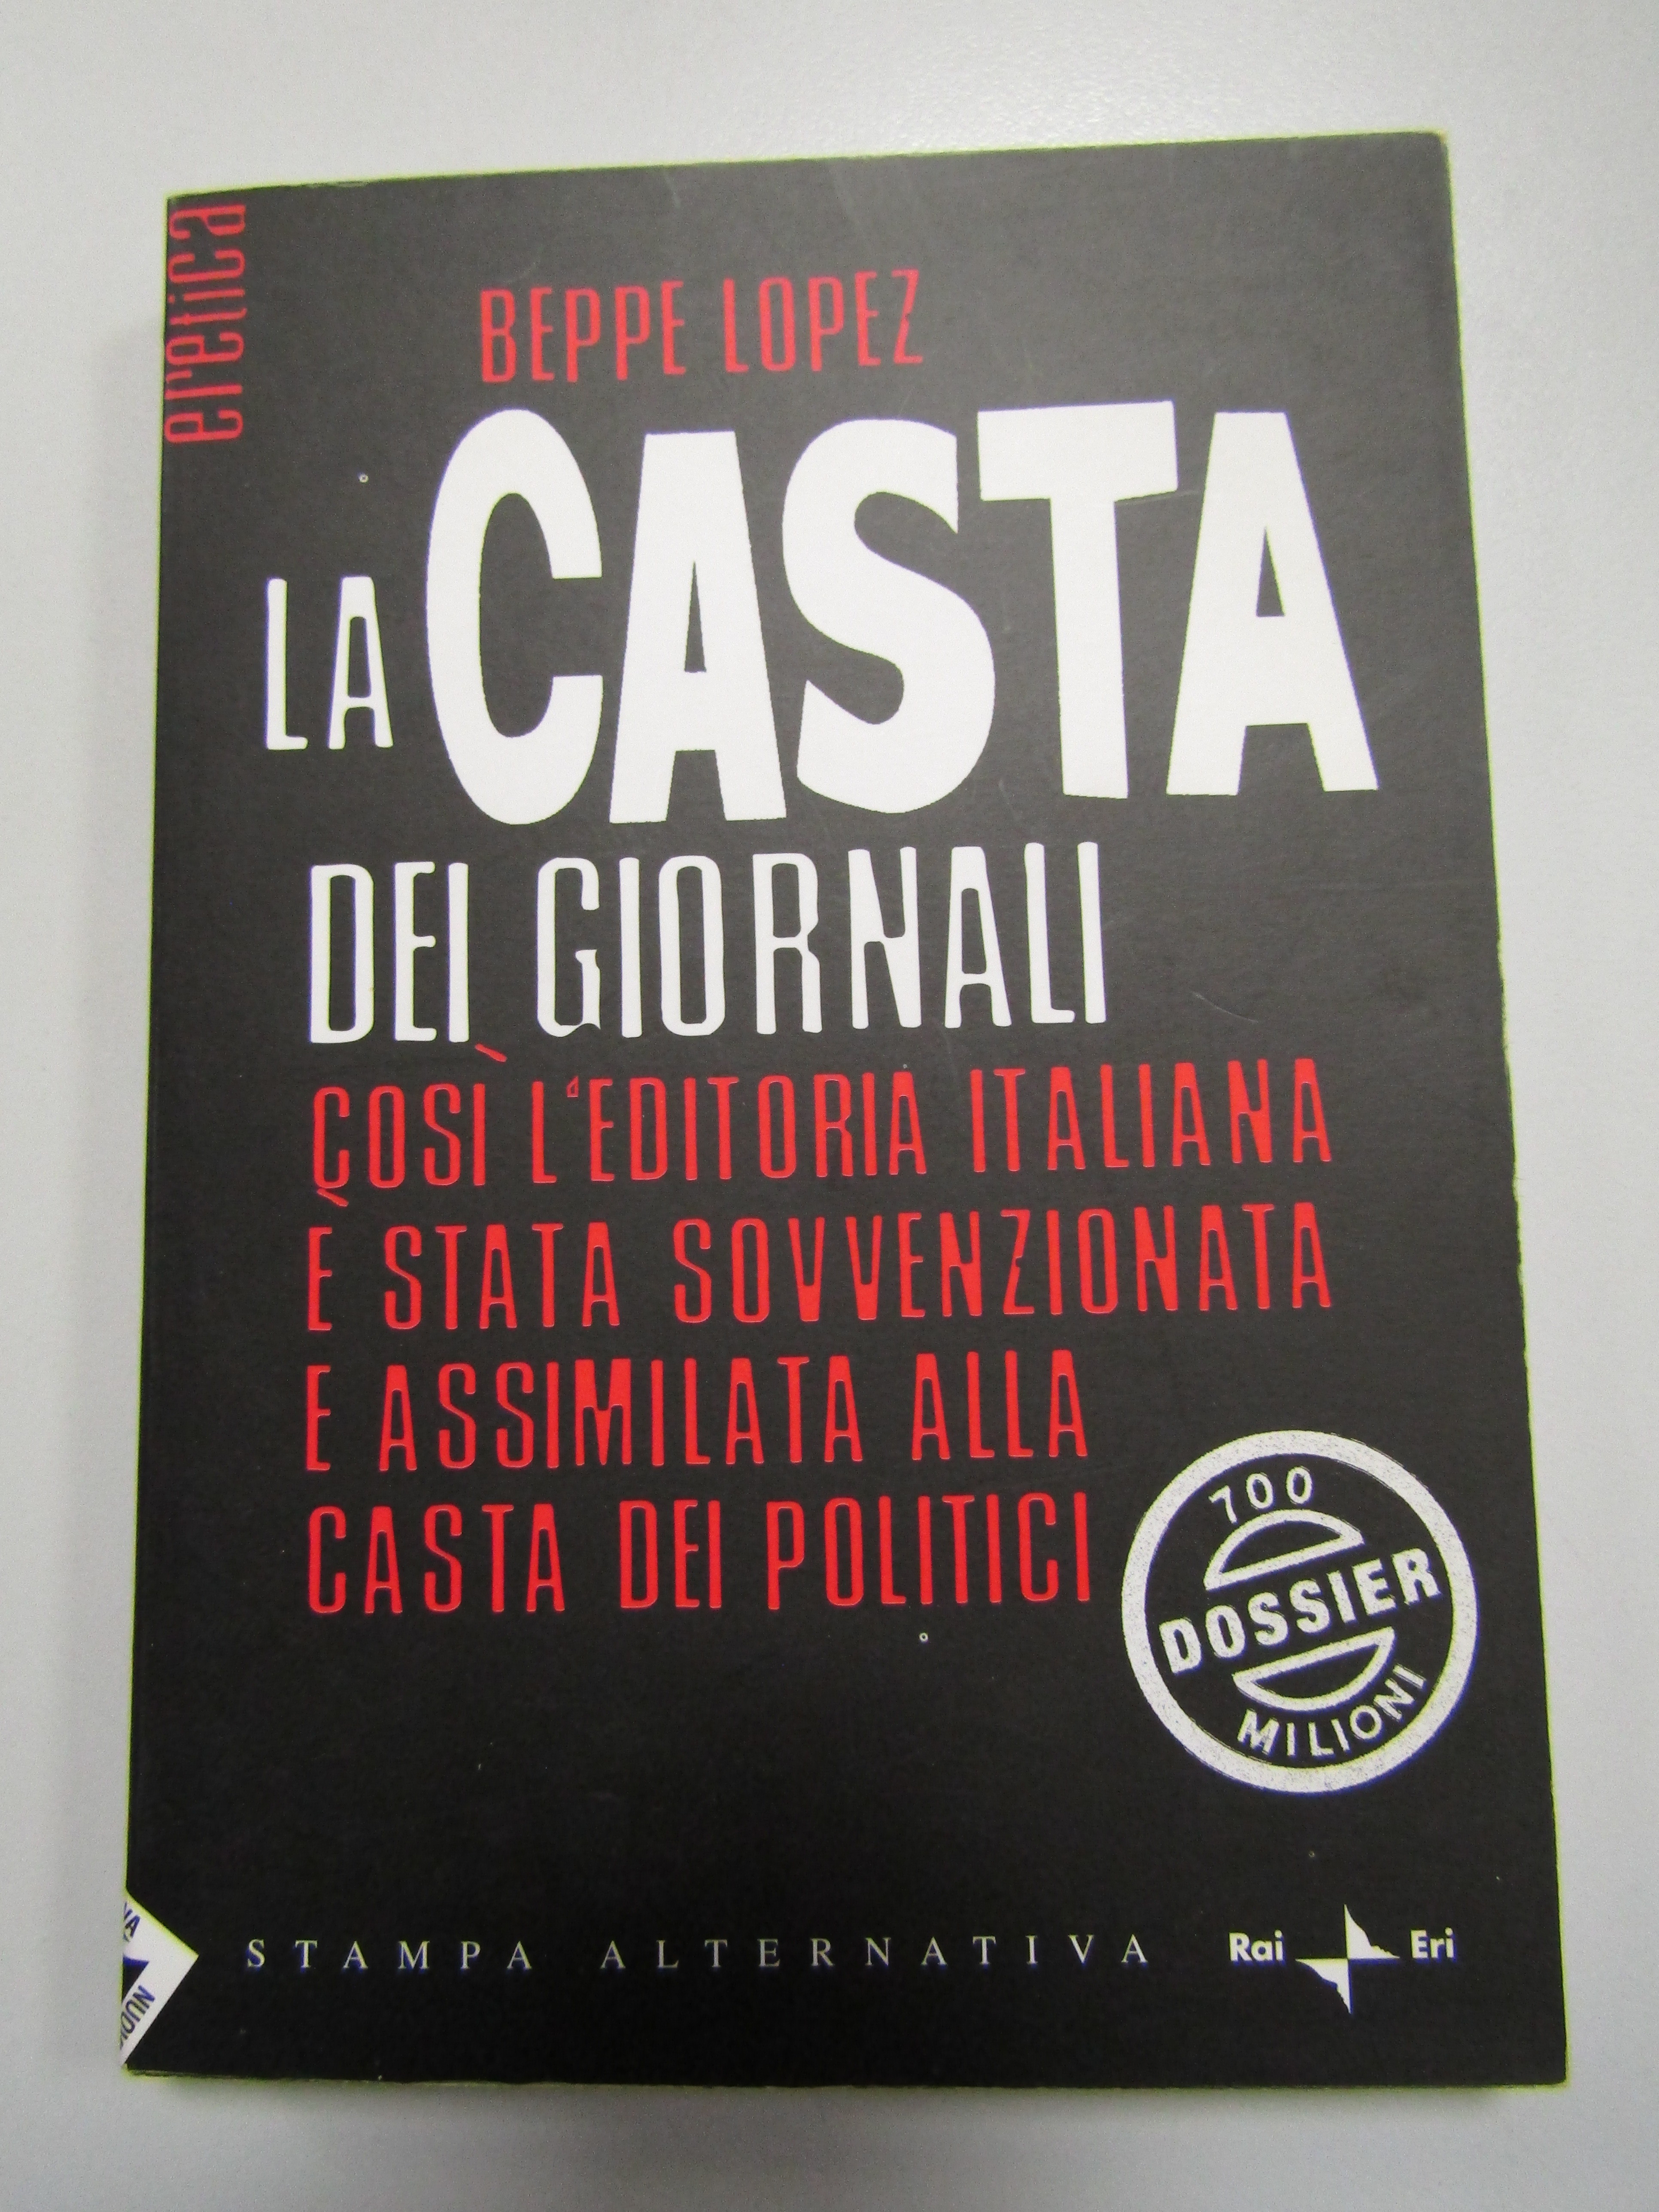 eretica
BEPPE LOPEZ
LA CASTA
DEI GIORNALI
COSÌ L'EDITORIA ITALIANA
È STATA SOVVENZIONATA
E ASSIMILATA ALLA
CASTA DEI POLITICI
700
DOSSIER
MILIONI
STAMPA ALTERNATIVA
Rai Eri